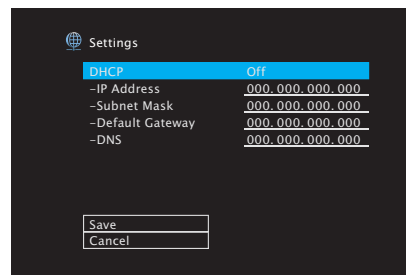 Settings
DHCP Off
–IP Address 000.000.000.000
–Subnet Mask 000.000.000.000
–Default Gateway 000.000.000.000
–DNS 000.000.000.000
Save
Cancel